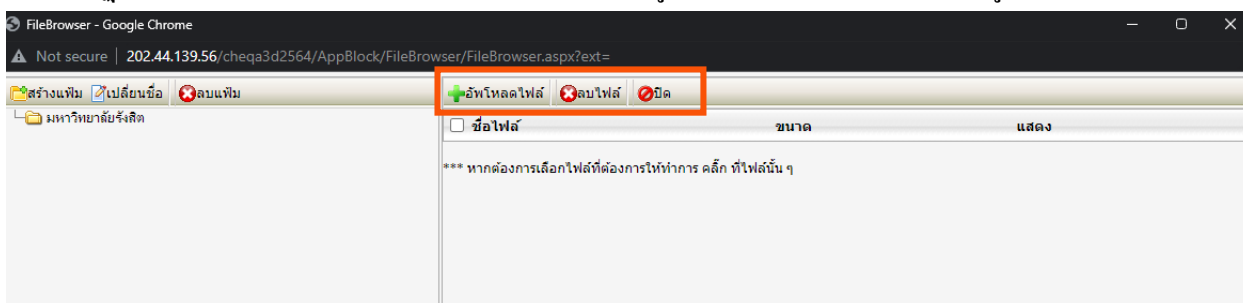 FileBrowser - Google Chrome
Not secure | 202.44.139.56/cheqa3d2564/AppBlock/FileBrowser/FileBrowser.aspx?ext=
สร้างแฟ้ม เปลี่ยนชื่อ ลบแฟ้ม
อัพโหลดไฟล์ ลบไฟล์ ปิด
มหาวิทยาลัยรังสิต
ชื่อไฟล์ ขนาด แสดง
*** หากต้องการเลือกไฟล์ที่ต้องการให้ทำการ คลิ๊ก ที่ไฟล์นั้น ๆ